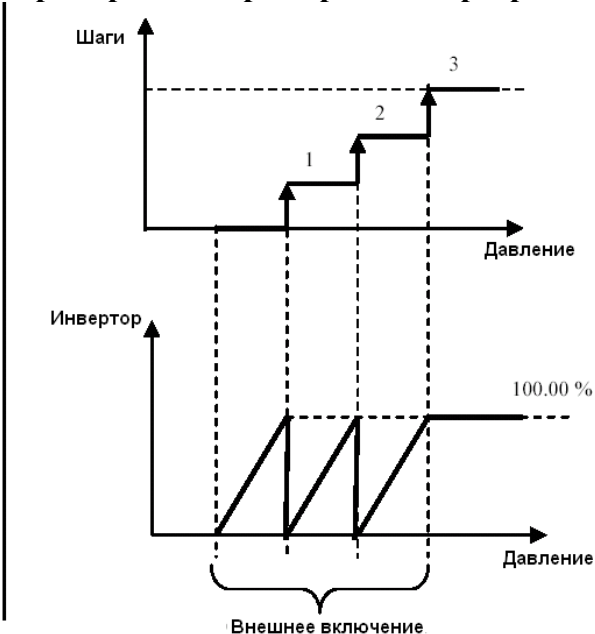 Шаги
3
2
1
Давление
Инвертор
100.00 %
Давление
Внешнее включение